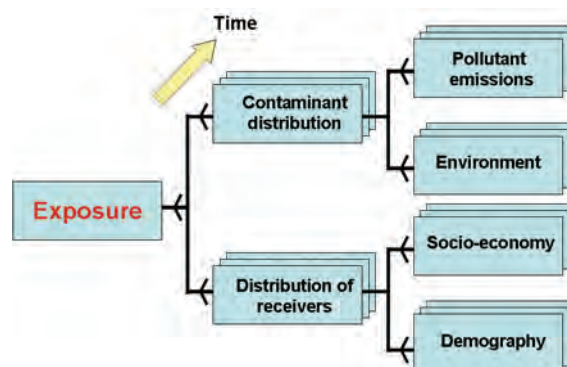 Time
Pollutant
emissions
Contaminant
distribution
Environment
Exposure
Socio-economy
Distribution of
receivers
Demography